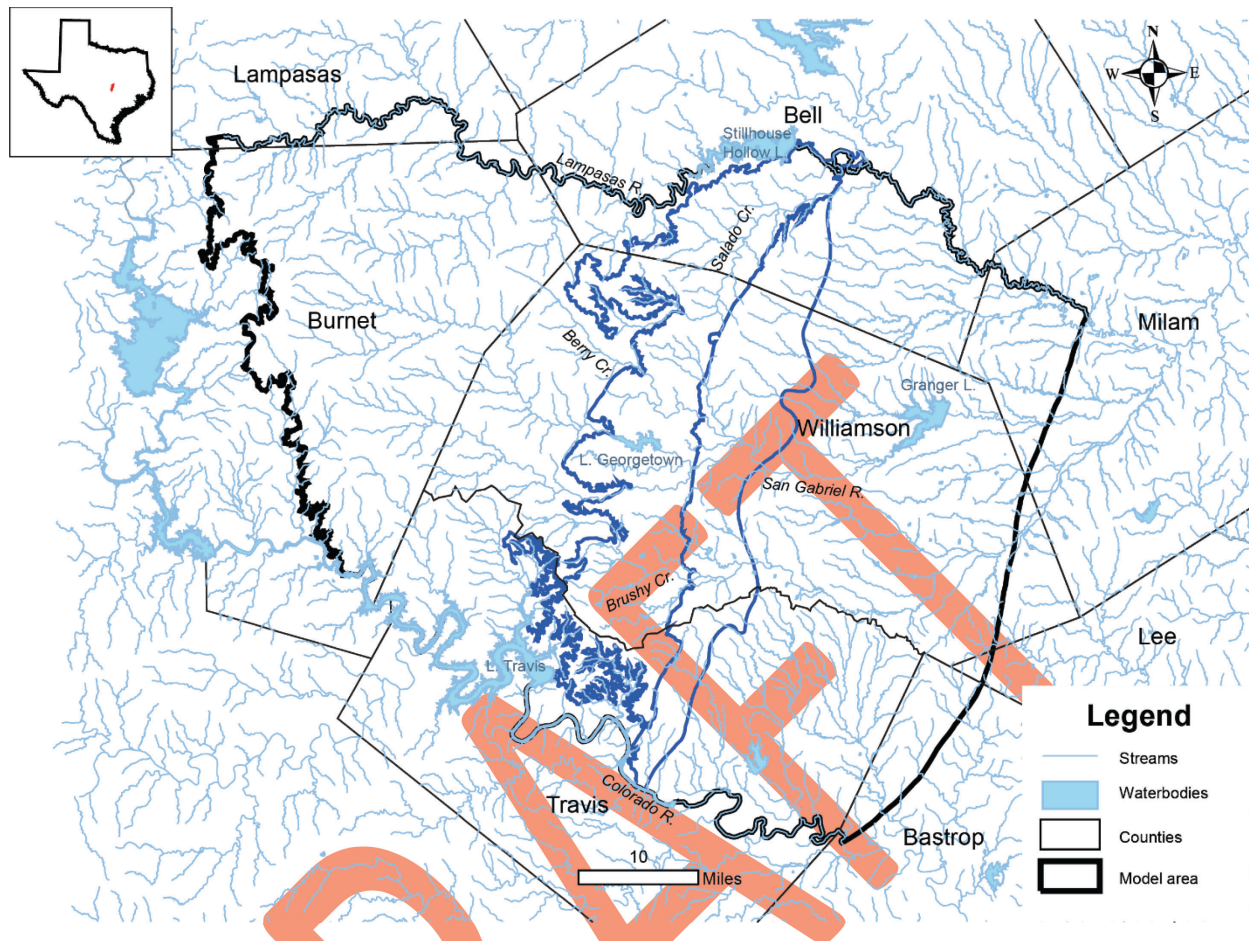 N
W E
S
Lampasas
Bell
Stillhouse
Hollow L.
Lampasas R.
Salado Cr.
Burnet
Milam
Berry Cr.
Granger L.
Williamson
L. Georgetown
San Gabriel R.
Brushy Cr.
Lee
L. Travis
Colorado R.
Travis
Bastrop
10
Miles
Legend
Streams
Waterbodies
Counties
Model area
AFT